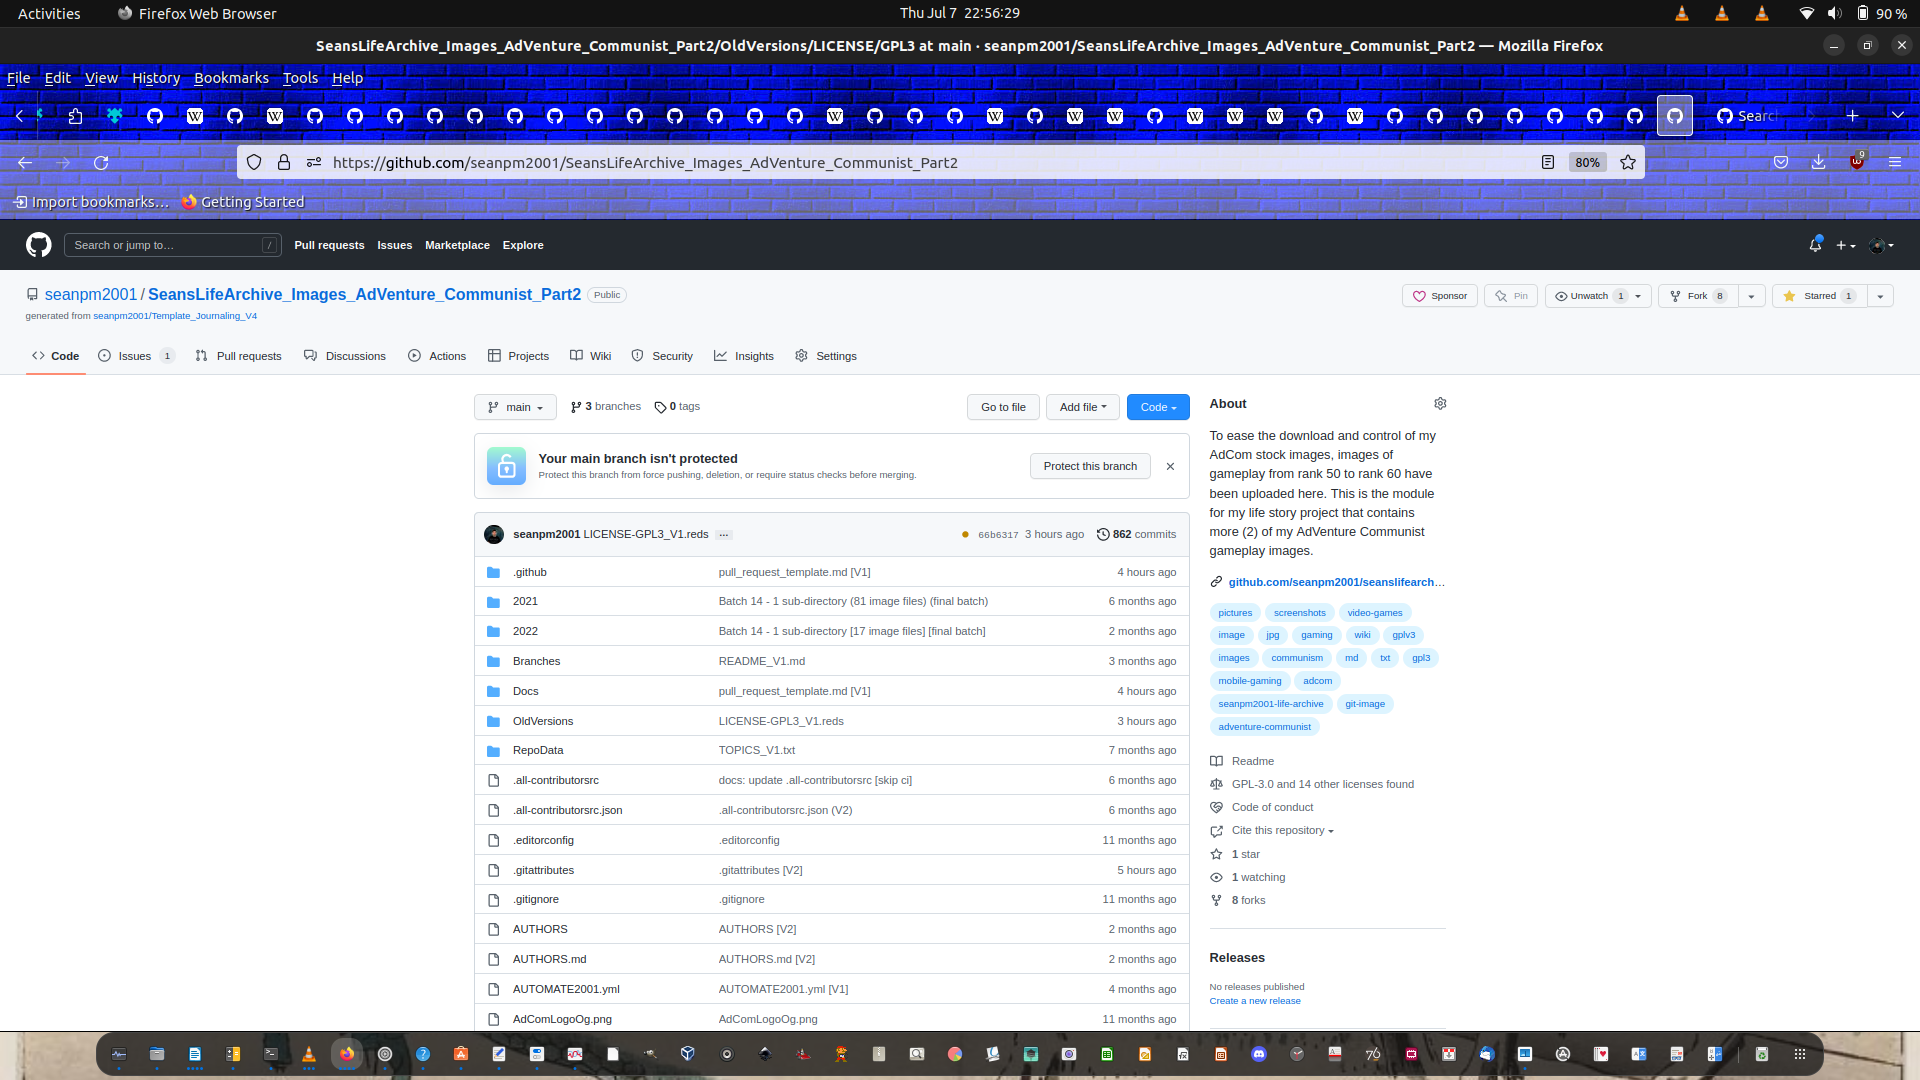 Activities Firefox Web Browser Thu Jul 7 22:56:29 90 %
SeansLifeArchive_Images_AdVenture_Communist_Part2/OldVersions/LICENSE/GPL3 at main · seanpm2001/SeansLifeArchive_Images_AdVenture_Communist_Part2 — Mozilla Firefox
File Edit View History Bookmarks Tools Help
Search
https://github.com/seanpm2001/SeansLifeArchive_Images_AdVenture_Communist_Part2 80% 9
Import bookmarks… Getting Started
Search or jump to… / Pull requests Issues Marketplace Explore
seanpm2001 / SeansLifeArchive_Images_AdVenture_Communist_Part2 Public Sponsor Pin Unwatch 1 Fork 8 Starred 1
generated from seanpm2001/Template_Journaling_V4
Code Issues 1 Pull requests Discussions Actions Projects Wiki Security Insights Settings
main 3 branches 0 tags Go to file Add file Code
Your main branch isn't protected
Protect this branch from force pushing, deletion, or require status checks before merging.
Protect this branch
seanpm2001 LICENSE-GPL3_V1.reds … 66b6317 3 hours ago 862 commits
.github pull_request_template.md [V1] 4 hours ago
2021 Batch 14 - 1 sub-directory (81 image files) (final batch) 6 months ago
2022 Batch 14 - 1 sub-directory [17 image files] [final batch] 2 months ago
Branches README_V1.md 3 months ago
Docs pull_request_template.md [V1] 4 hours ago
OldVersions LICENSE-GPL3_V1.reds 3 hours ago
RepoData TOPICS_V1.txt 7 months ago
.all-contributorsrc docs: update .all-contributorsrc [skip ci] 6 months ago
.all-contributorsrc.json .all-contributorsrc.json (V2) 6 months ago
.editorconfig .editorconfig 11 months ago
.gitattributes .gitattributes [V2] 5 hours ago
.gitignore .gitignore 11 months ago
AUTHORS AUTHORS [V2] 2 months ago
AUTHORS.md AUTHORS.md [V2] 2 months ago
AUTOMATE2001.yml AUTOMATE2001.yml [V1] 4 months ago
AdComLogoOg.png AdComLogoOg.png 11 months ago
About
To ease the download and control of my
AdCom stock images, images of
gameplay from rank 50 to rank 60 have
been uploaded here. This is the module
for my life story project that contains
more (2) of my AdVenture Communist
gameplay images.
github.com/seanpm2001/seanslifearch…
pictures screenshots video-games
image jpg gaming wiki gplv3
images communism md txt gpl3
mobile-gaming adcom
seanpm2001-life-archive git-image
adventure-communist
Readme
GPL-3.0 and 14 other licenses found
Code of conduct
Cite this repository
1 star
1 watching
8 forks
Releases
No releases published
Create a new release